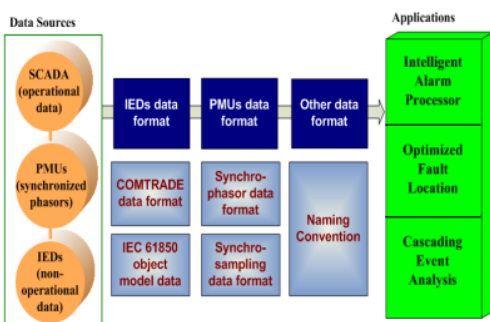 Data Sources
Applications
SCADA
(operational
data)
PMUs
(synchronized
phasors)
IEDs
(non-
operational
data)
IEDs data
format
PMUs data
format
Other data
format
COMTRADE
data format
Synchro-
phasor data
format
Naming
Convention
IEC 61850
object
model data
Synchro-
sampling
data format
Intelligent
Alarm
Processor
Optimized
Fault
Location
Cascading
Event
Analysis